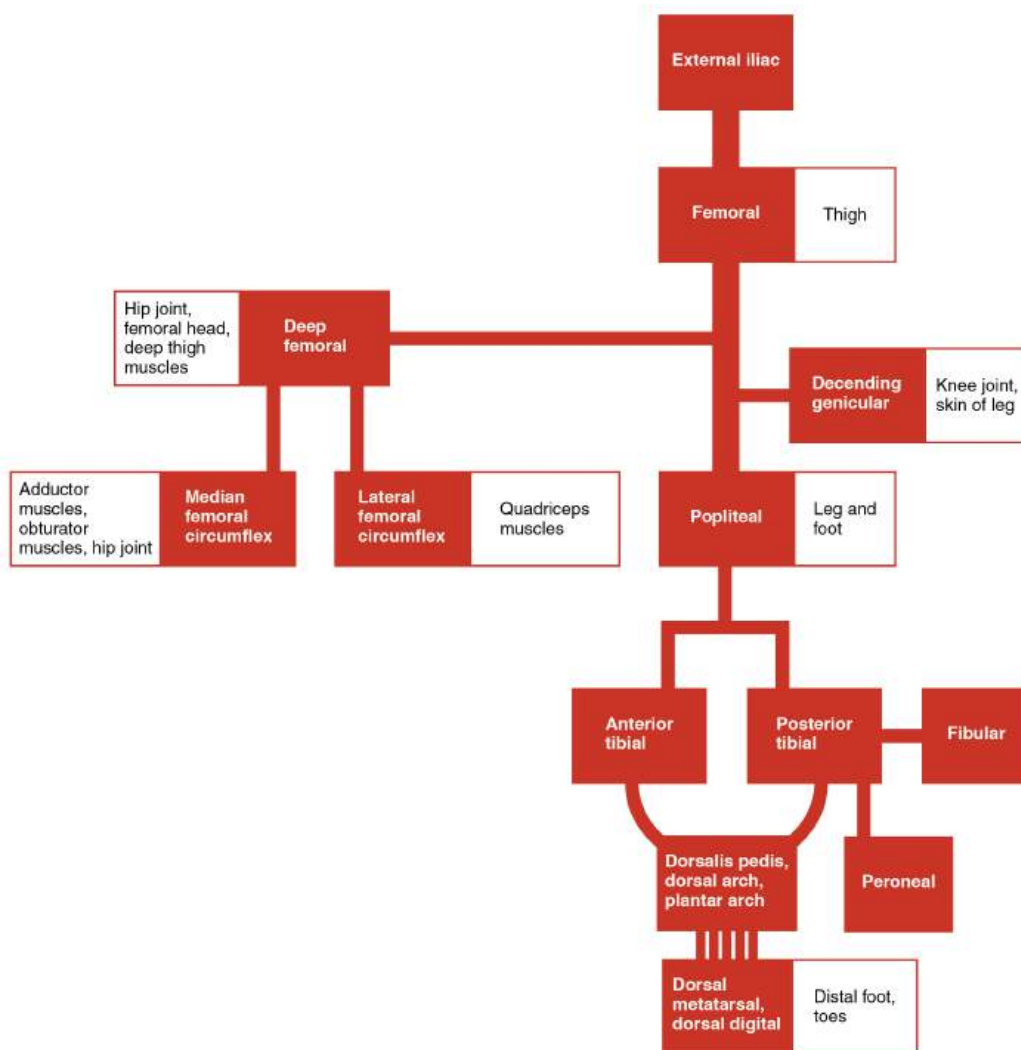 External iliac
Femoral
Thigh
Hip joint,
femoral head,
deep thigh
muscles
Deep
femoral
Decending
genicular
Knee joint,
skin of leg
Adductor
muscles,
obturator
muscles, hip joint
Median
femoral
circumflex
Lateral
femoral
circumflex
Quadriceps
muscles
Popliteal
Leg and
foot
Anterior
tibial
Posterior
tibial
Fibular
Dorsalis pedis,
dorsal arch,
plantar arch
Peroneal
Dorsal
metatarsal,
dorsal digital
Distal foot,
toes